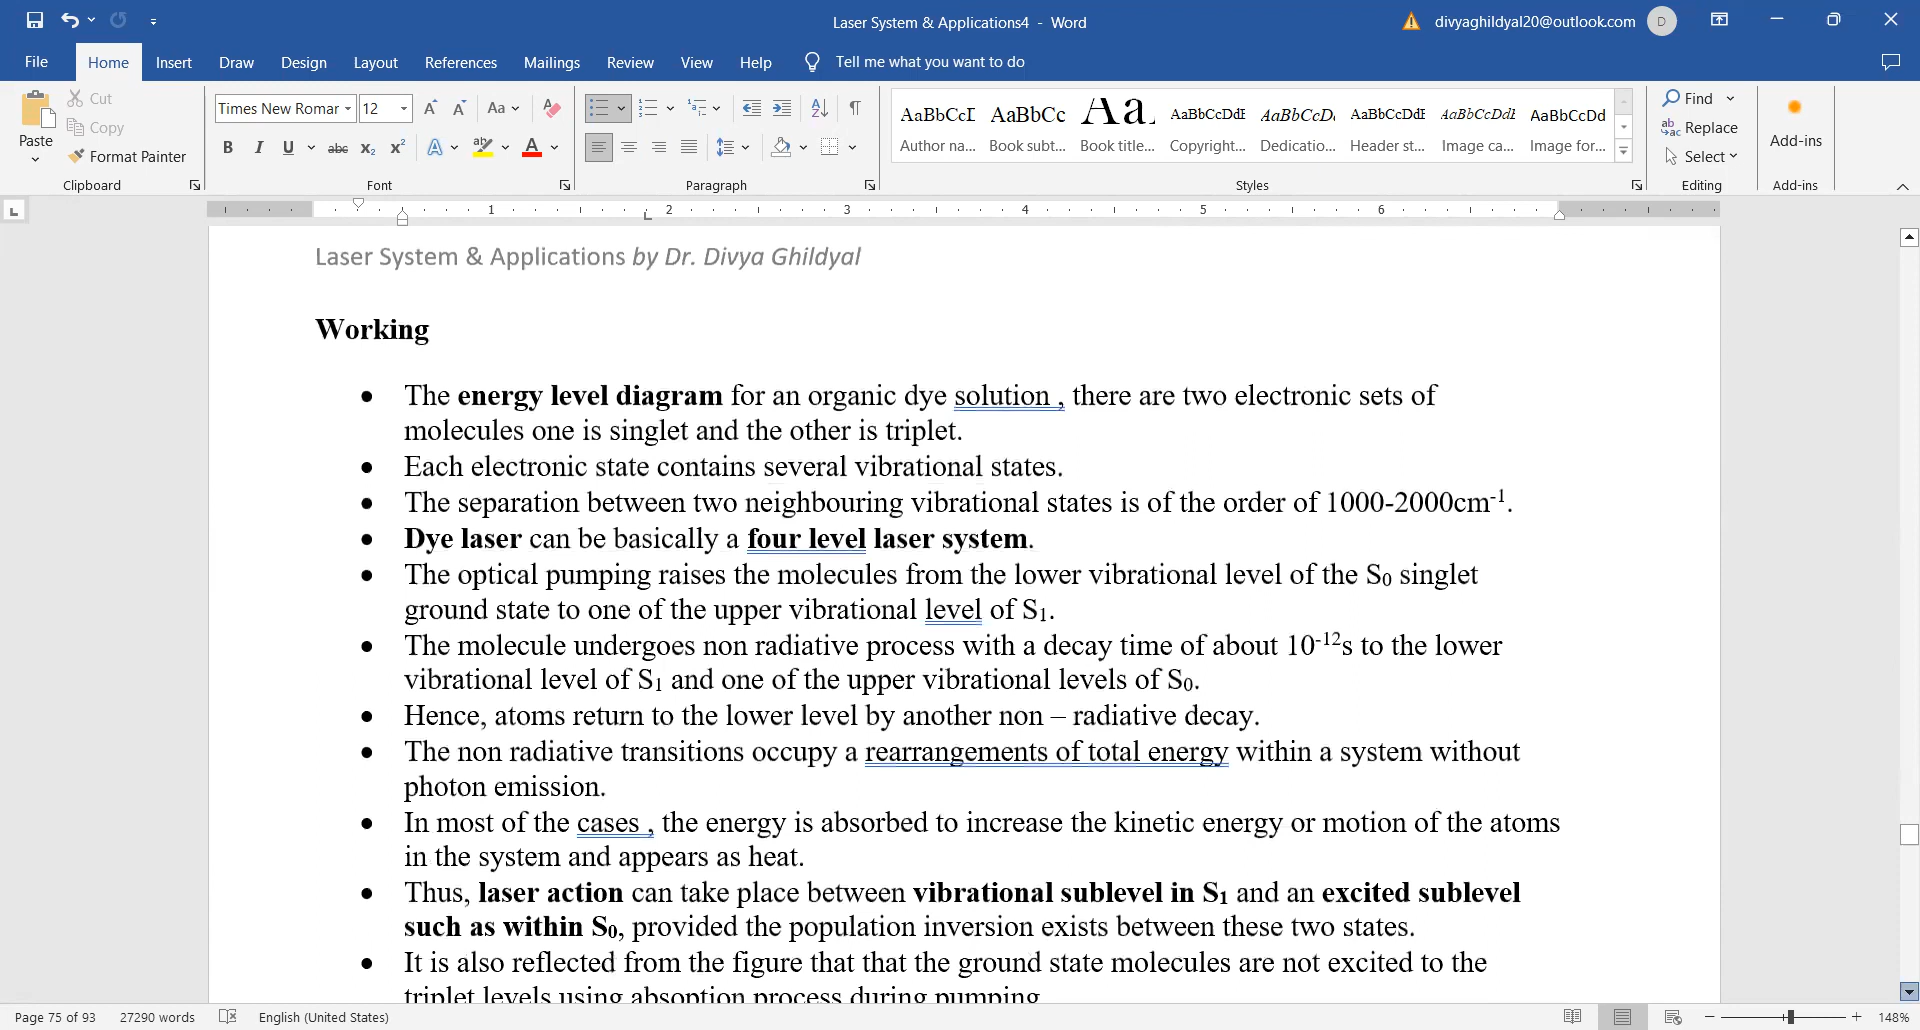 Laser System & Applications4 - Word
divyaghildyal20@outlook.com
D
File Home Insert Draw Design Layout References Mailings Review View Help Tell me what you want to do
Paste
Cut
Copy
Format Painter
Clipboard
Times New Romar 12
Font
Paragraph
AaBbCcI AaBbCc Aa. AaBbCcDdE AaBbCcD AaBbCcDdE AaBbCcDdI AaBbCcDd
Author na... Book subt... Book title... Copyright... Dedicatio... Header st... Image ca... Image for...
Styles
Find
Replace
Select
Editing
Add-ins
Add-ins
1 2 3 4 5 6
Laser System & Applications by Dr. Divya Ghildyal
Working
• The energy level diagram for an organic dye solution , there are two electronic sets of
molecules one is singlet and the other is triplet.
• Each electronic state contains several vibrational states.
• The separation between two neighbouring vibrational states is of the order of 1000-2000cm⁻¹.
• Dye laser can be basically a four level laser system.
• The optical pumping raises the molecules from the lower vibrational level of the S₀ singlet
ground state to one of the upper vibrational level of S₁.
• The molecule undergoes non radiative process with a decay time of about 10⁻¹²s to the lower
vibrational level of S₁ and one of the upper vibrational levels of S₀.
• Hence, atoms return to the lower level by another non – radiative decay.
• The non radiative transitions occupy a rearrangements of total energy within a system without
photon emission.
• In most of the cases , the energy is absorbed to increase the kinetic energy or motion of the atoms
in the system and appears as heat.
• Thus, laser action can take place between vibrational sublevel in S₁ and an excited sublevel
such as within S₀, provided the population inversion exists between these two states.
• It is also reflected from the figure that that the ground state molecules are not excited to the
triplet levels using absoption process during pumping
Page 75 of 93 27290 words English (United States) 148%